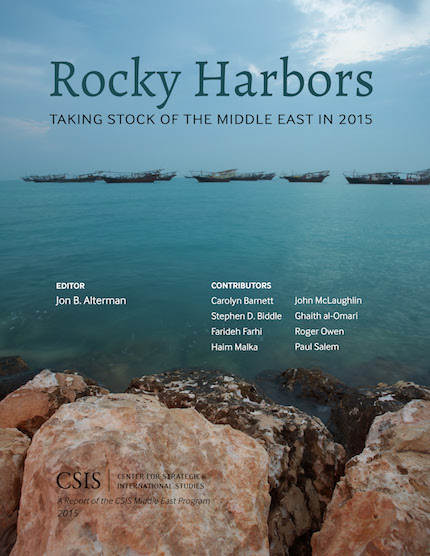 Rocky Harbors
TAKING STOCK OF THE MIDDLE EAST IN 2015
EDITOR
Jon B. Alterman
CONTRIBUTORS
Carolyn Barnett
Stephen D. Biddle
Farideh Farhi
Haim Malka
John McLaughlin
Ghaith al-Omari
Roger Owen
Paul Salem
CSIS
CENTER FOR STRATEGIC &
INTERNATIONAL STUDIES
A Report of the CSIS Middle East Program
2015